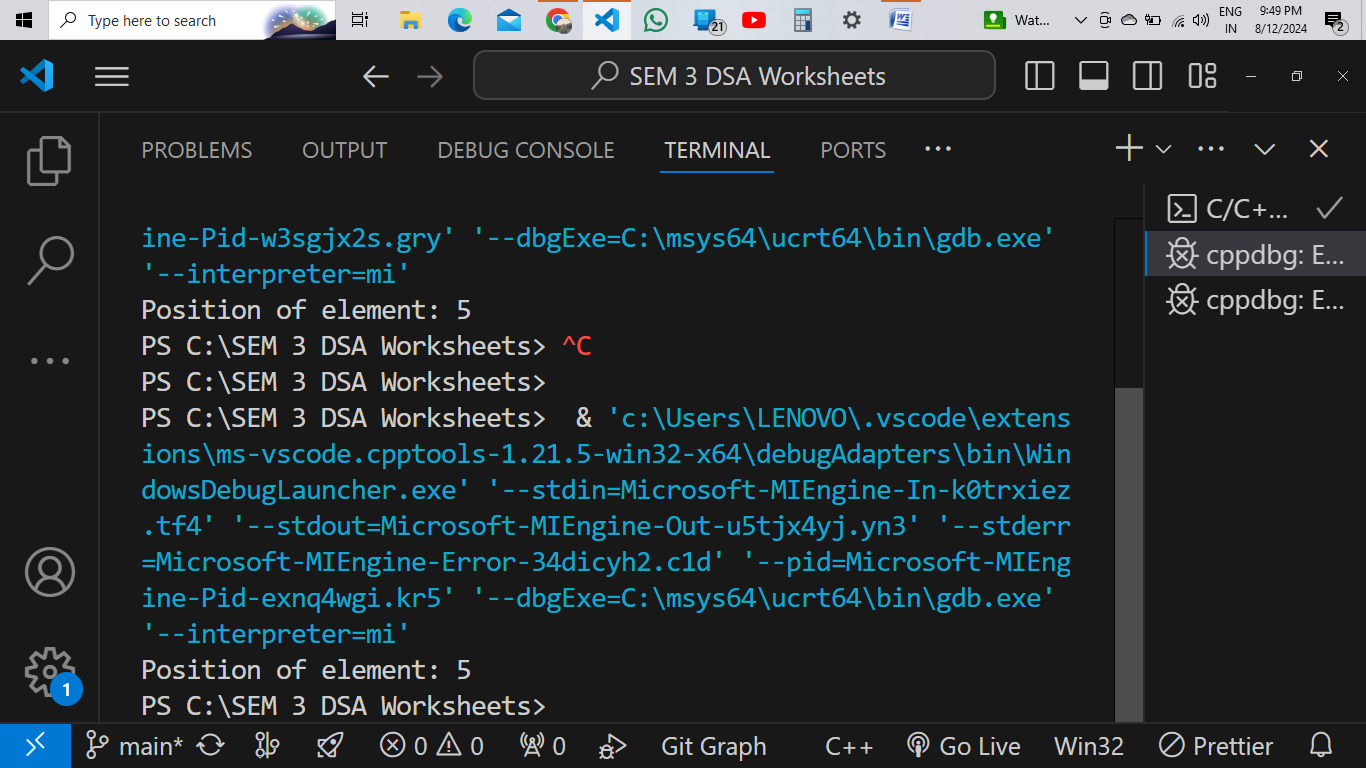 Type here to search
21
Wat...
ENG
IN
9:49 PM
8/12/2024
2
SEM 3 DSA Worksheets
PROBLEMS OUTPUT DEBUG CONSOLE TERMINAL PORTS
ine-Pid-w3sgjx2s.gry' '--dbgExe=C:\msys64\ucrt64\bin\gdb.exe'
'--interpreter=mi'
Position of element: 5
PS C:\SEM 3 DSA Worksheets> ^C
PS C:\SEM 3 DSA Worksheets>
PS C:\SEM 3 DSA Worksheets>  & 'c:\Users\LENOVO\.vscode\extens
ions\ms-vscode.cpptools-1.21.5-win32-x64\debugAdapters\bin\Win
dowsDebugLauncher.exe' '--stdin=Microsoft-MIEngine-In-k0trxiez
.tf4' '--stdout=Microsoft-MIEngine-Out-u5tjx4yj.yn3' '--stderr
=Microsoft-MIEngine-Error-34dicyh2.c1d' '--pid=Microsoft-MIEng
ine-Pid-exnq4wgi.kr5' '--dbgExe=C:\msys64\ucrt64\bin\gdb.exe'
'--interpreter=mi'
Position of element: 5
PS C:\SEM 3 DSA Worksheets>
C/C+...
cppdbg: E...
cppdbg: E...
1
main* 0 0 0 Git Graph C++ Go Live Win32 Prettier